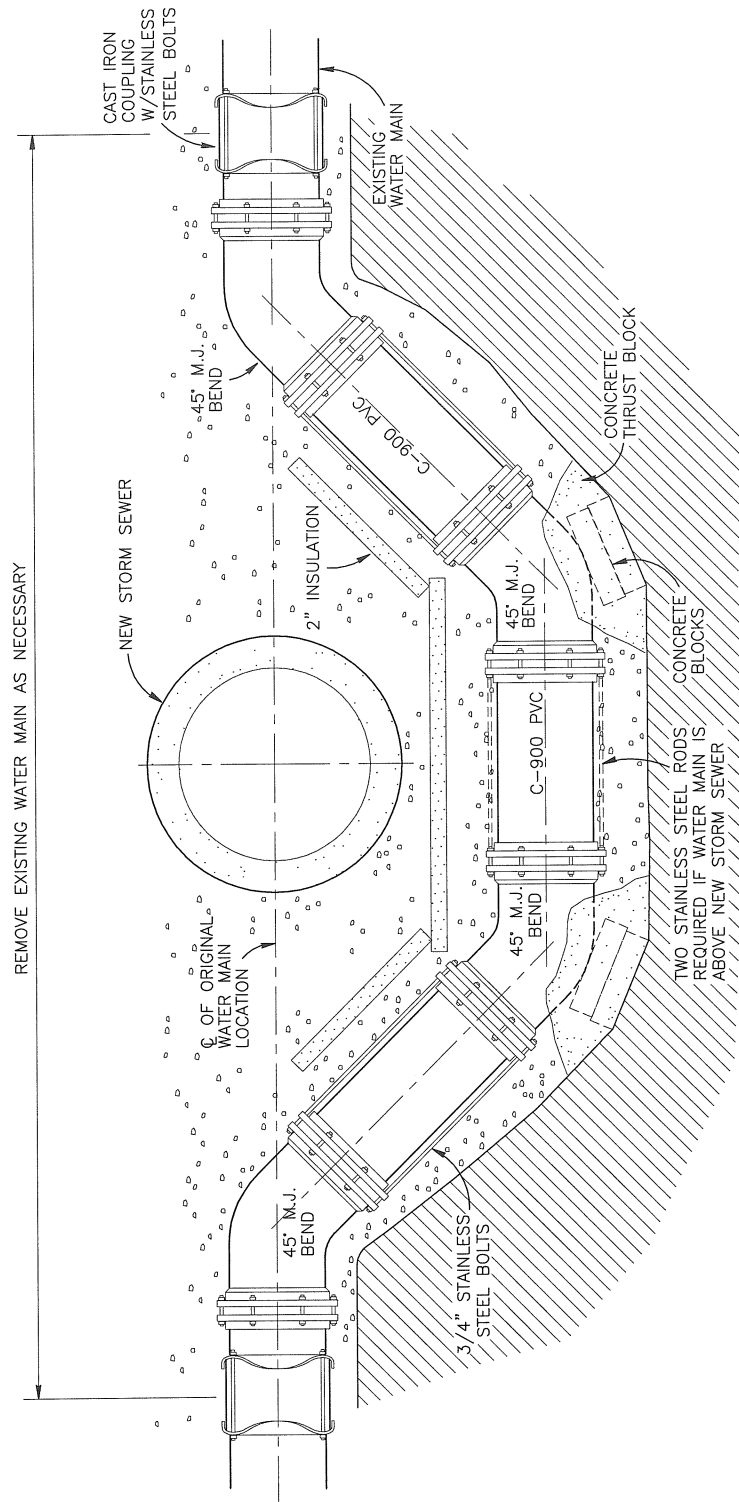 REMOVE EXISTING WATER MAIN AS NECESSARY
CAST IRON
COUPLING
W/STAINLESS
STEEL BOLTS
NEW STORM SEWER
℄ OF ORIGINAL
WATER MAIN
LOCATION
45° M.J.
BEND
EXISTING
WATER MAIN
2" INSULATION
C-900 PVC
45° M.J.
BEND
45° M.J.
BEND
C-900 PVC
45° M.J.
BEND
CONCRETE
THRUST BLOCK
3/4" STAINLESS
STEEL BOLTS
TWO STAINLESS STEEL RODS
REQUIRED IF WATER MAIN IS
ABOVE NEW STORM SEWER
CONCRETE
BLOCKS